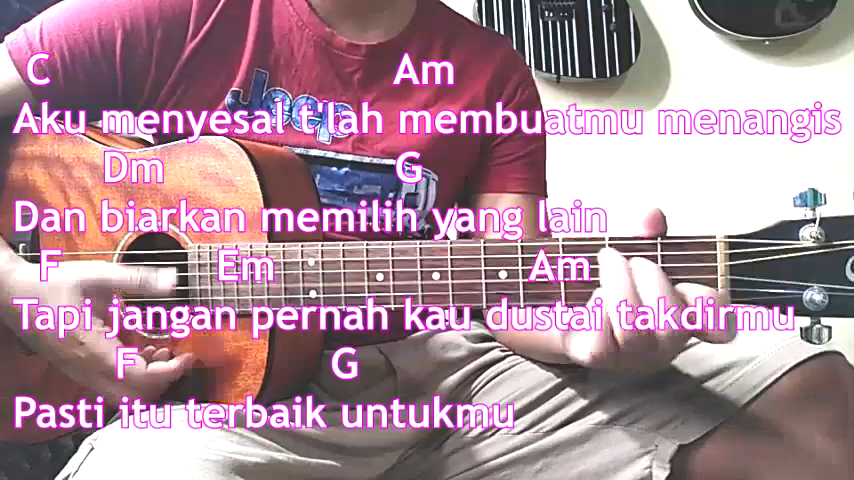 C Am
Aku menyesal t'lah membuatmu menangis
Dm G
Dan biarkan memilih yang lain
F Em Am
Tapi jangan pernah kau dustai takdirmu
F G
Pasti itu terbaik untukmu
Jeep